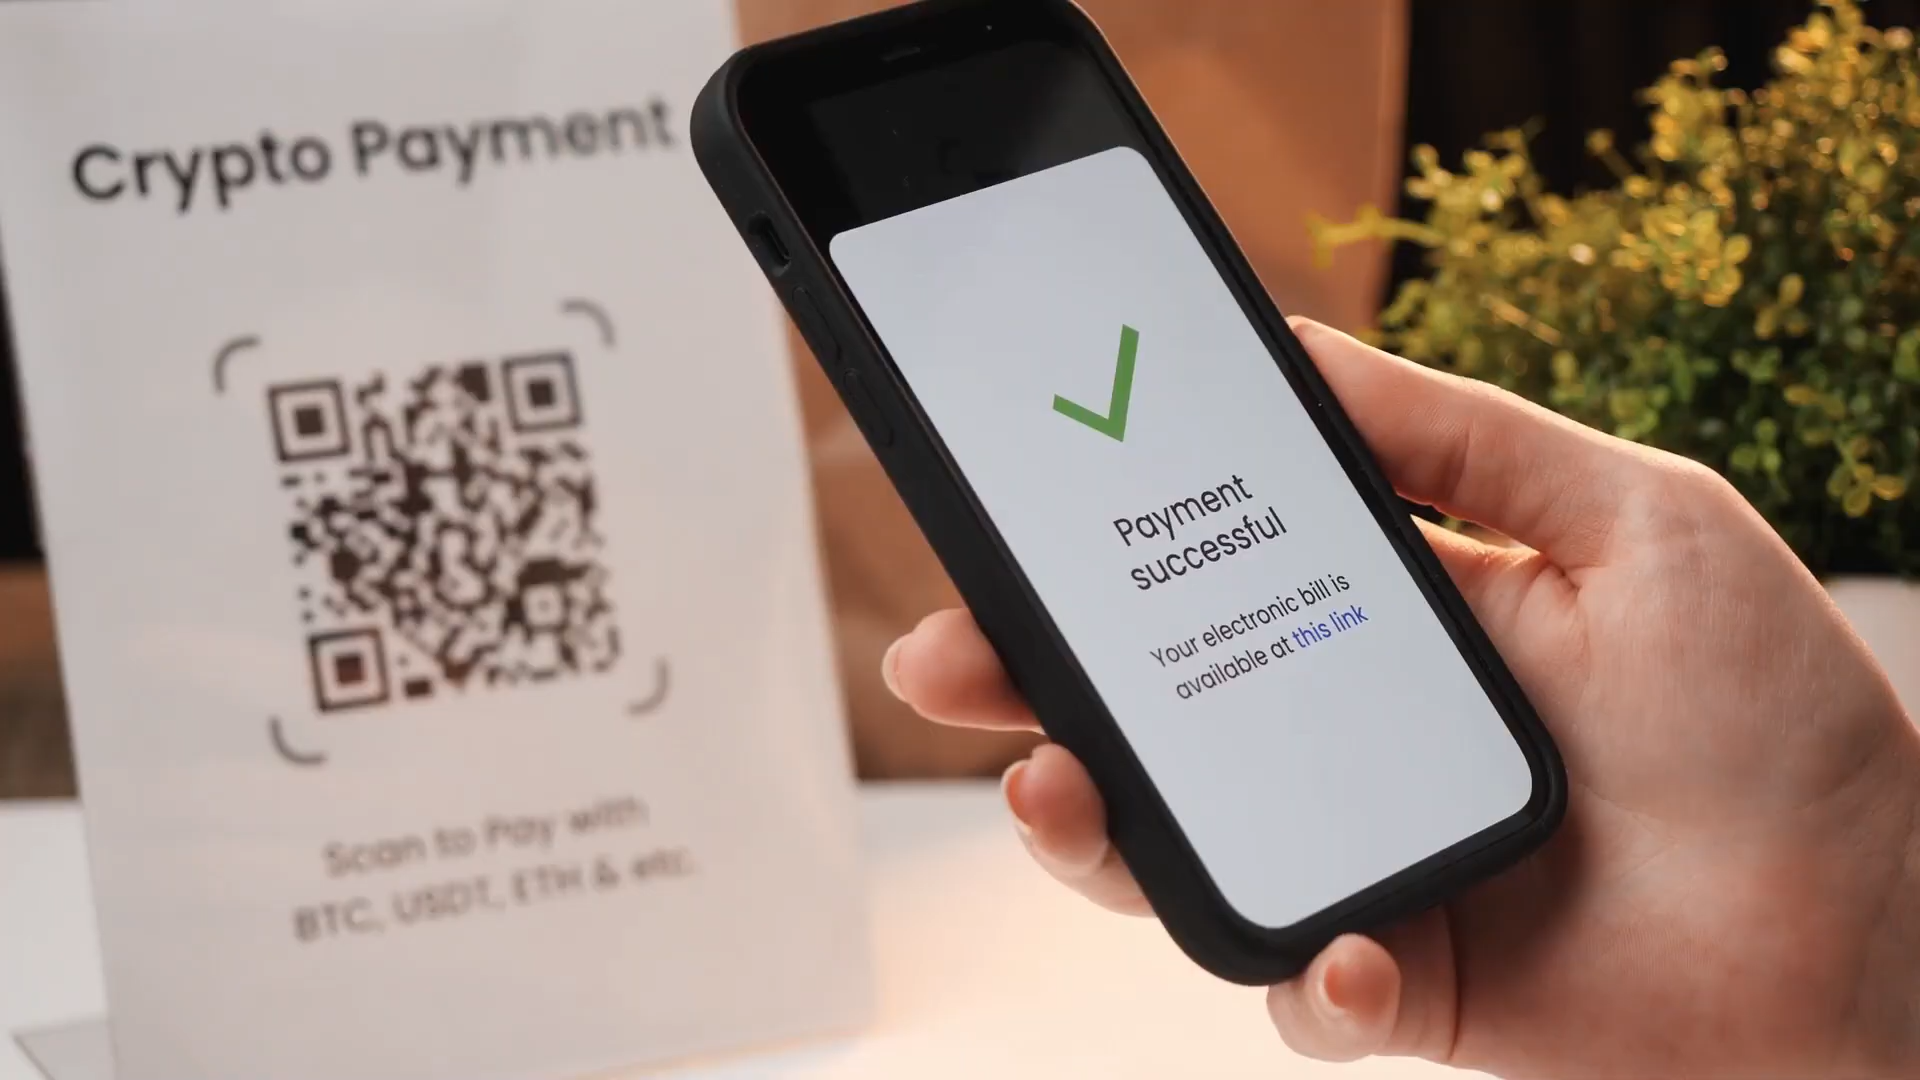 Crypto Payment
Scan to Pay with
BTC, USDT, ETH & etc.
Payment
successful
Your electronic bill is
available at this link